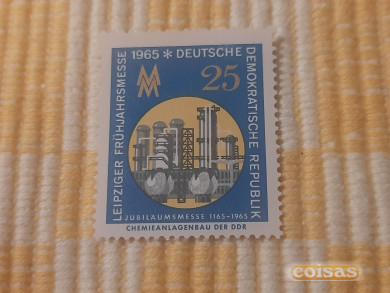 LEIPZIGER FRÜHJAHRSMESSE 1965 * DEUTSCHE DEMOKRATISCHE REPUBLIK
MM
25
JUBILÄUMSMESSE 1165-1965
CHEMIEANLAGENBAU DER DDR
coisas